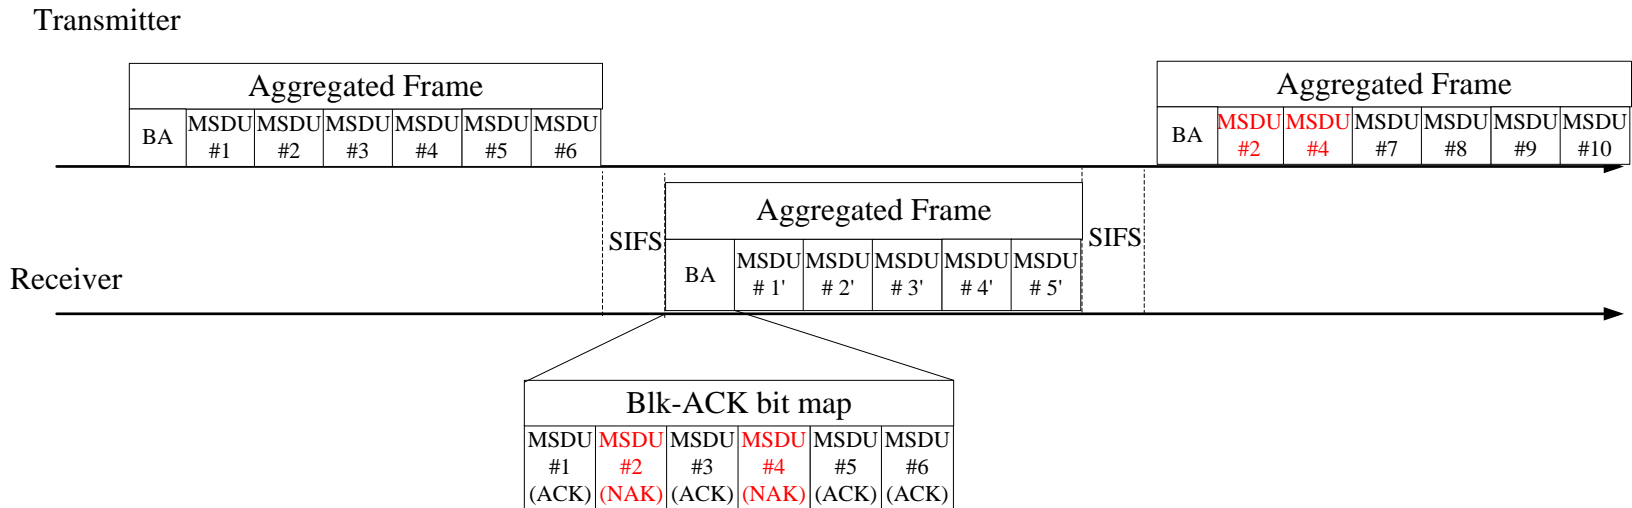 Transmitter
Aggregated Frame
BA MSDU MSDU MSDU MSDU MSDU MSDU
#1 #2 #3 #4 #5 #6
Aggregated Frame
BA MSDU MSDU MSDU MSDU MSDU MSDU
#2 #4 #7 #8 #9 #10
SIFS
Aggregated Frame
BA MSDU MSDU MSDU MSDU MSDU
# 1' # 2' # 3' # 4' # 5'
SIFS
Receiver
Blk-ACK bit map
MSDU MSDU MSDU MSDU MSDU MSDU
#1 #2 #3 #4 #5 #6
(ACK) (NAK) (ACK) (NAK) (ACK) (ACK)